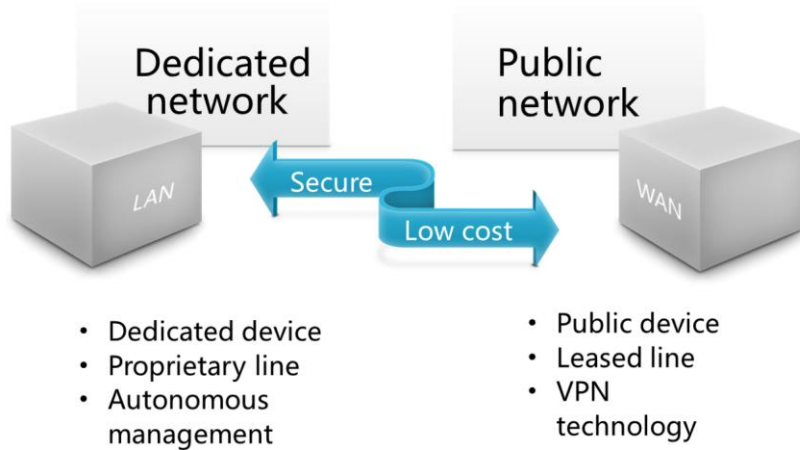 Dedicated
network
Public
network
LAN
WAN
Secure
Low cost
• Dedicated device
• Proprietary line
• Autonomous
management
• Public device
• Leased line
• VPN
technology